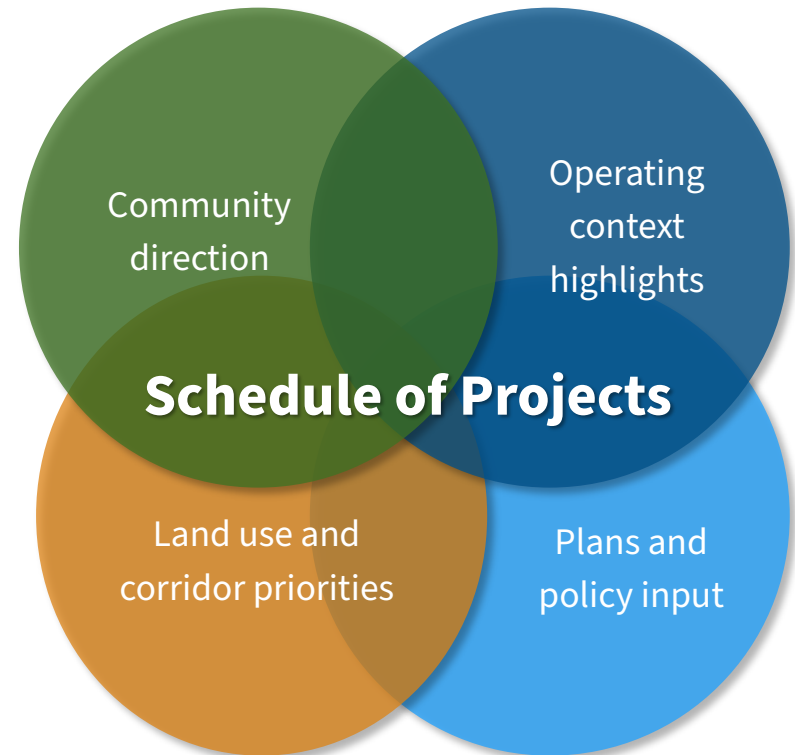 Community
direction
Operating
context
highlights
Schedule of Projects
Land use and
corridor priorities
Plans and
policy input